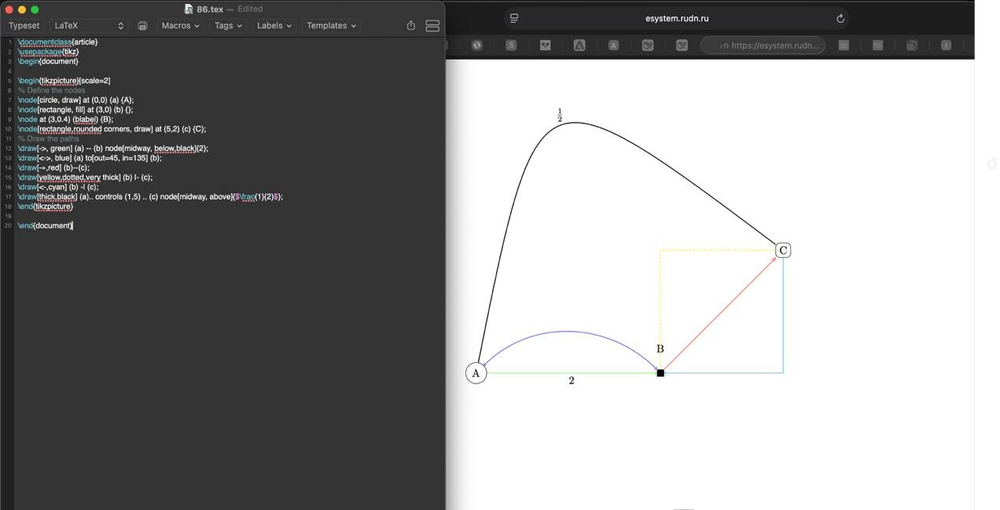 86.tex — Edited
Typeset LaTeX Macros Tags Labels Templates
1 \documentclass{article}
2 \usepackage{tikz}
3 \begin{document}
4
5 \begin{tikzpicture}[scale=2]
6 % Define the nodes
7 \node[circle, draw] at (0,0) (a) {A};
8 \node[rectangle, fill] at (3,0) (b) {};
9 \node at (3,0.4) (blabel) {B};
10 \node[rectangle,rounded corners, draw] at (5,2) (c) {C};
11 % Draw the paths
12 \draw[->, green] (a) -- (b) node[midway, below,black]{2};
13 \draw[<->, blue] (a) to[out=45, in=135] (b);
14 \draw[-»,red] (b)--(c);
15 \draw[yellow,dotted,very thick] (b) |- (c);
16 \draw[<-,cyan] (b) -| (c);
17 \draw[thick,black] (a).. controls (1,5) .. (c) node[midway, above]{$\frac{1}{2}$};
18 \end{tikzpicture}
19
20 \end{document}
esystem.rudn.ru
S A https://esystem.rudn... I
1
2
C
B
A
2